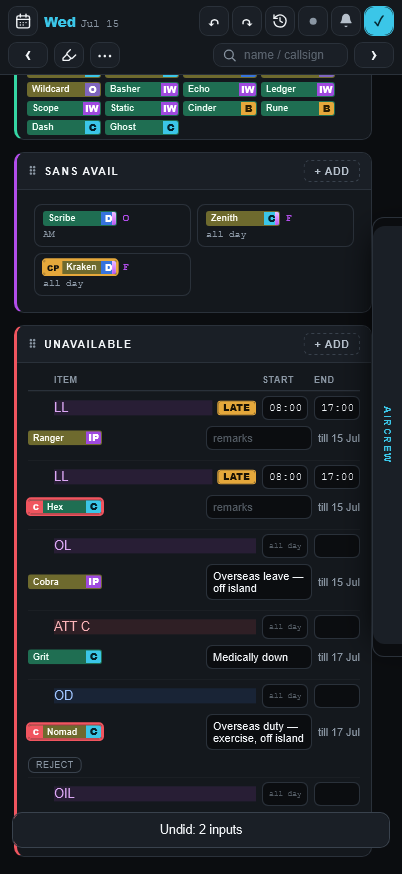 Wed Jul 15
name / callsign
Wildcard O Basher IW Echo IW Ledger IW
Scope IW Static IW Cinder B Rune B
Dash C Ghost C
SANS AVAIL + ADD
Scribe D O
AM
Zenith C F
all day
CP Kraken D F
all day
UNAVAILABLE + ADD
ITEM START END
LL LATE 08:00 17:00
Ranger IP remarks till 15 Jul
LL LATE 08:00 17:00
C Hex C remarks till 15 Jul
OL all day
Cobra IP Overseas leave —
off island till 15 Jul
ATT C all day
Grit C Medically down till 17 Jul
OD all day
C Nomad C Overseas duty —
exercise, off island till 17 Jul
REJECT
OIL all day
Undid: 2 inputs
AIRCREW